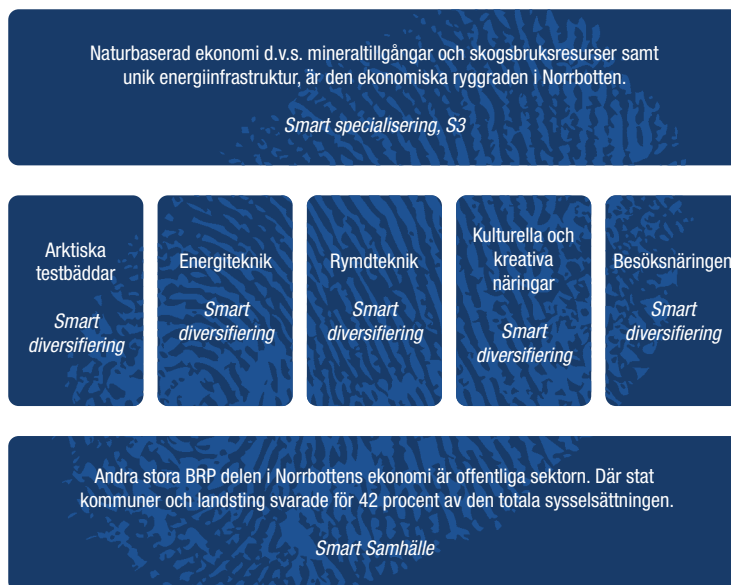 Naturbaserad ekonomi d.v.s. mineraltillgångar och skogsbruksresurser samt
unik energiinfrastruktur, är den ekonomiska ryggraden i Norrbotten.
Smart specialisering, S3
Arktiska
testbäddar
Smart
diversifiering
Energiteknik
Smart
diversifiering
Rymdteknik
Smart
diversifiering
Kulturella och
kreativa
näringar
Smart
diversifiering
Besöksnäringen
Smart
diversifiering
Andra stora BRP delen i Norrbottens ekonomi är offentliga sektorn. Där stat
kommuner och landsting svarade för 42 procent av den totala sysselsättningen.
Smart Samhälle